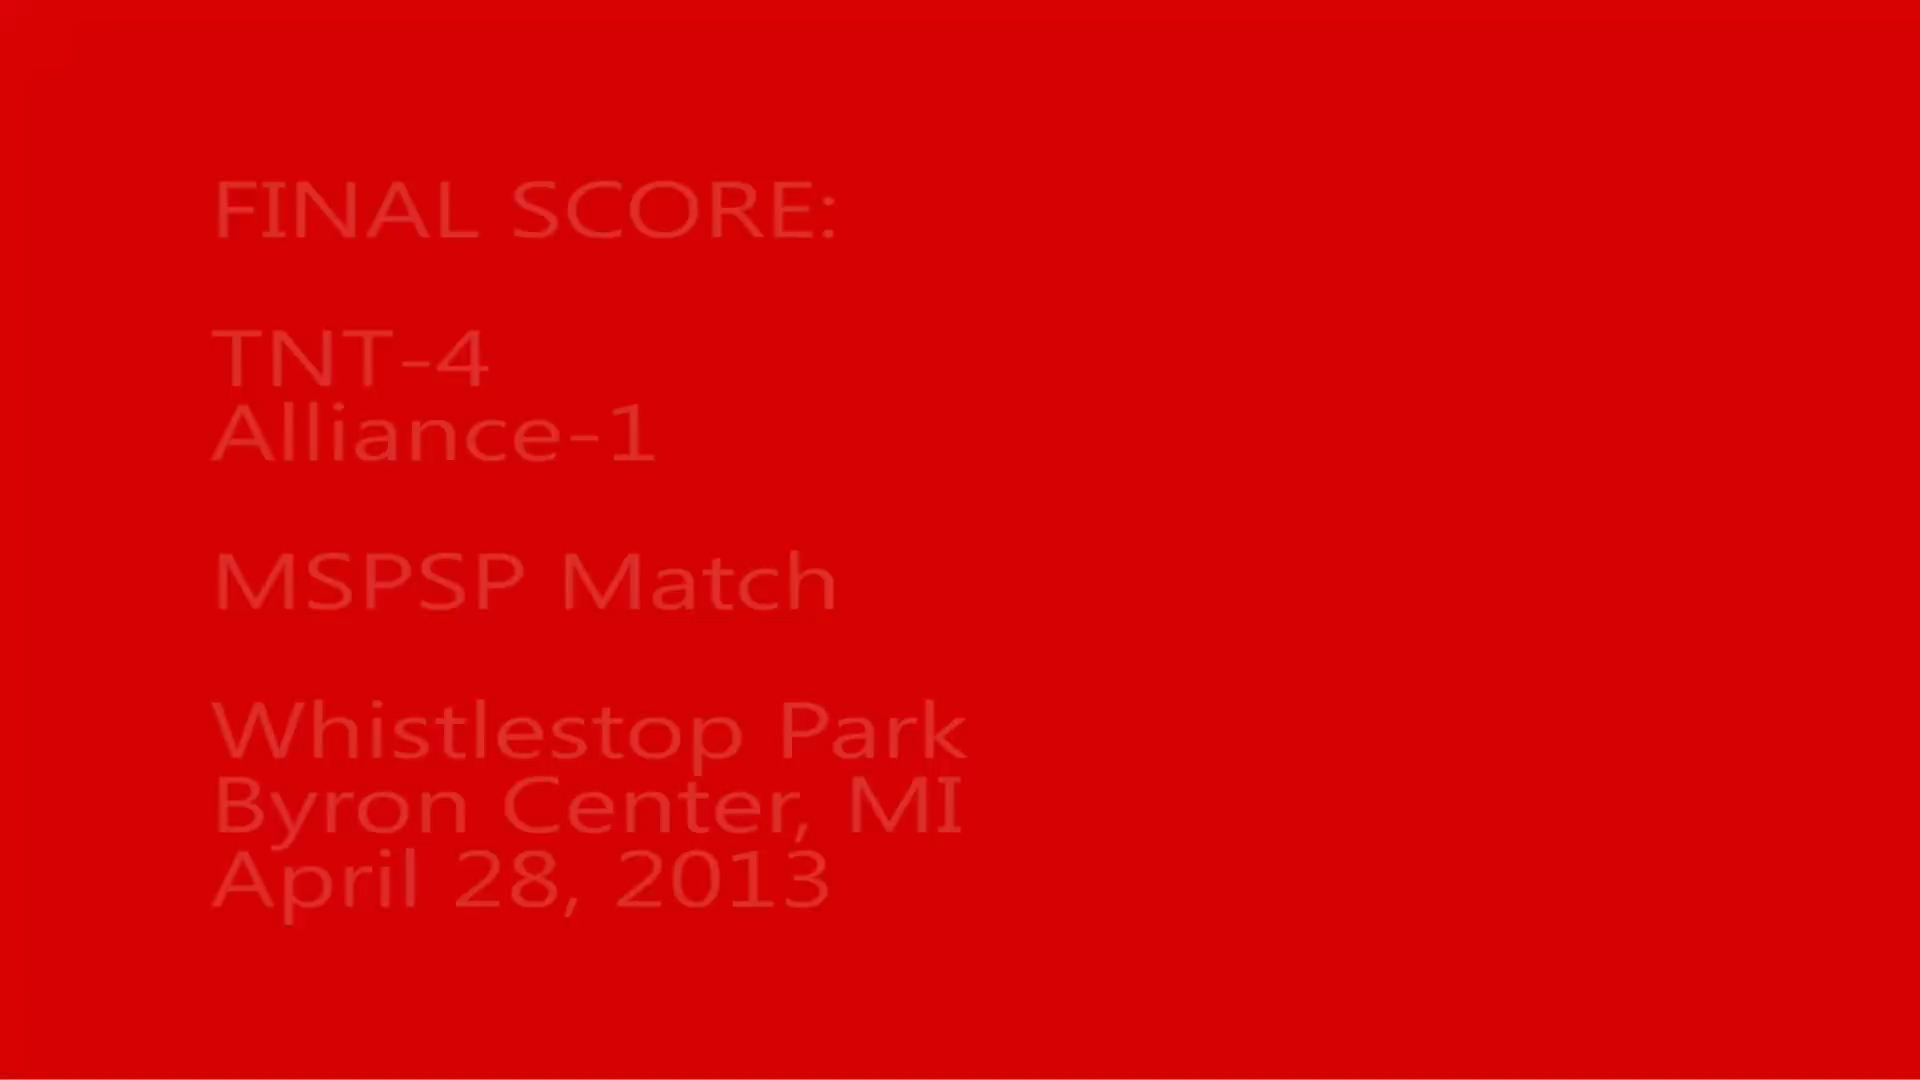 FINAL SCORE:
TNT-4
Alliance-1
MSPSP Match
Whistlestop Park
Byron Center, MI
April 28, 2013